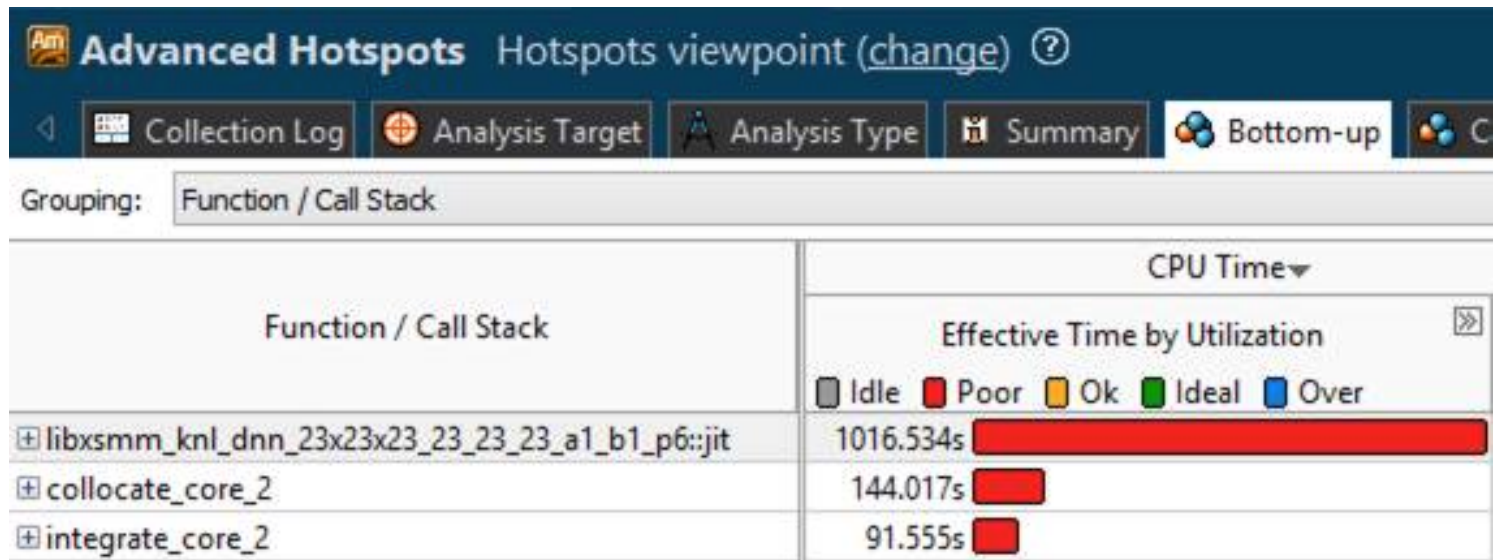 Am Advanced Hotspots Hotspots viewpoint (change) ?
Collection Log Analysis Target Analysis Type Summary Bottom-up C
Grouping: Function / Call Stack
CPU Time
Function / Call Stack
Effective Time by Utilization
Idle Poor Ok Ideal Over
libxsmm_knl_dnn_23x23x23_23_23_23_a1_b1_p6::jit 1016.534s
collocate_core_2 144.017s
integrate_core_2 91.555s